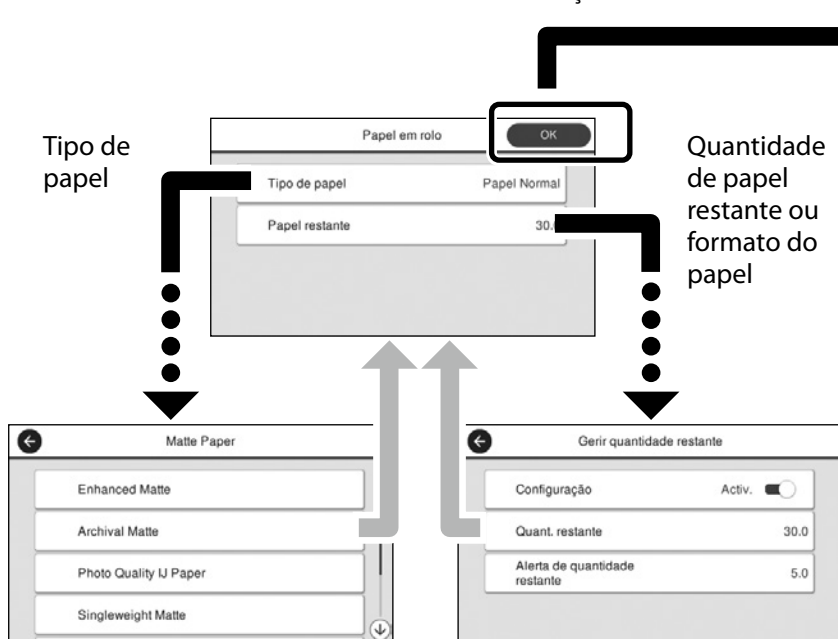 Papel em rolo
OK
Tipo de
papel
Tipo de papel
Papel Normal
Papel restante
30.
Quantidade
de papel
restante ou
formato do
papel
Matte Paper
Enhanced Matte
Archival Matte
Photo Quality IJ Paper
Singleweight Matte
Gerir quantidade restante
Configuração
Activ.
Quant. restante
30.0
Alerta de quantidade
restante
5.0